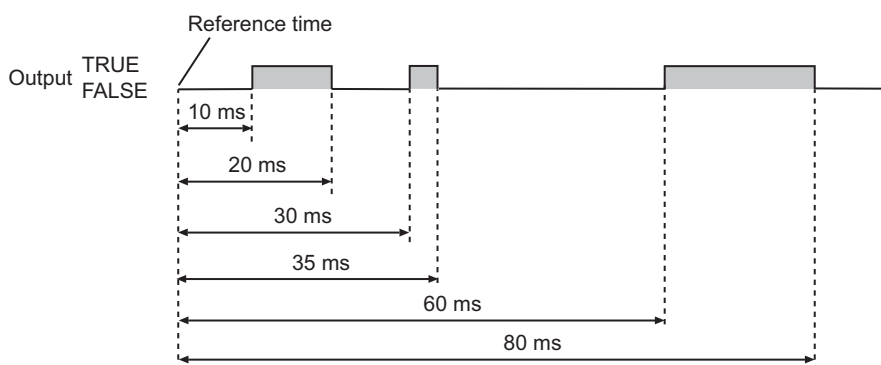 Reference time
Output TRUE
FALSE
10 ms
20 ms
30 ms
35 ms
60 ms
80 ms